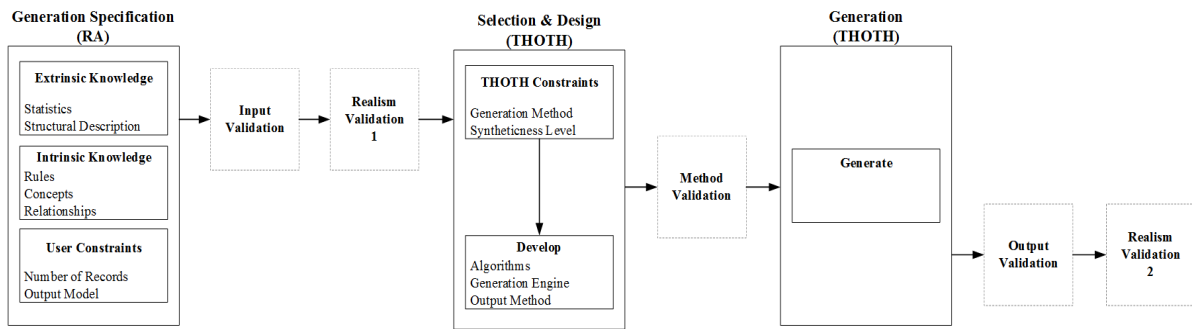 Generation Specification
(RA)
Extrinsic Knowledge
Statistics
Structural Description
Intrinsic Knowledge
Rules
Concepts
Relationships
User Constraints
Number of Records
Output Model
Input
Validation
Realism
Validation
1
Selection & Design
(THOTH)
THOTH Constraints
Generation Method
Syntheticness Level
Develop
Algorithms
Generation Engine
Output Method
Method
Validation
Generation
(THOTH)
Generate
Output
Validation
Realism
Validation
2